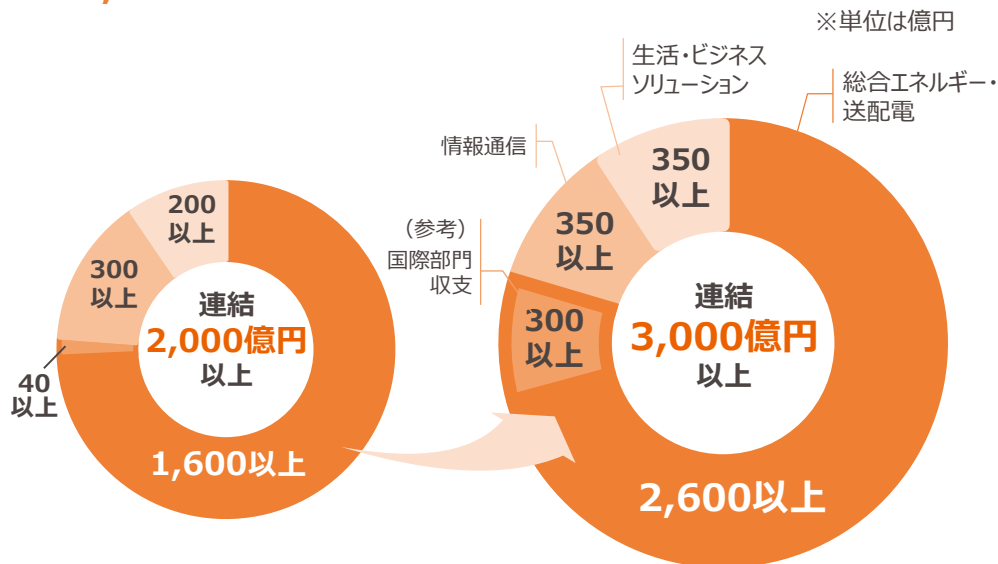 ※単位は億円
生活・ビジネス
ソリューション
総合エネルギー・
送配電
情報通信
(参考)
国際部門
収支
200
以上
300
以上
40
以上
連結
2,000億円
以上
1,600以上
350
以上
350
以上
300
以上
連結
3,000億円
以上
2,600以上